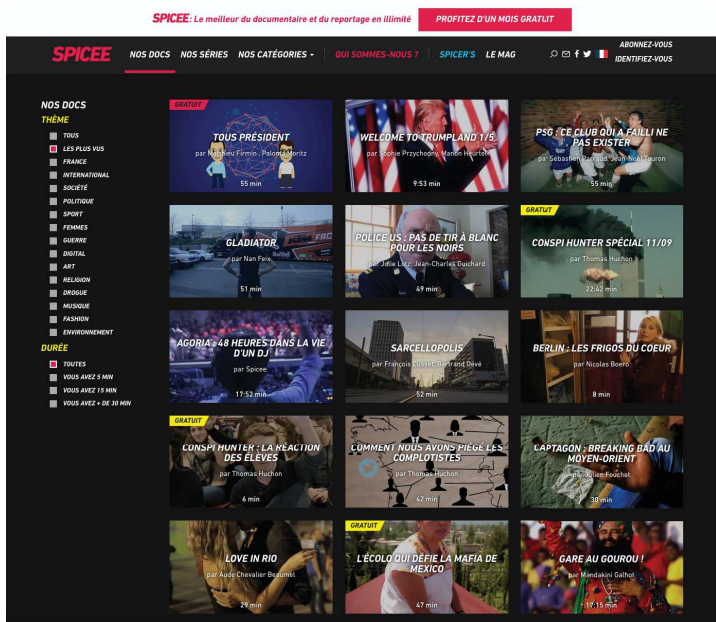 SPICEE : Le meilleur du documentaire et du reportage en illimité
PROFITEZ D'UN MOIS GRATUIT
SPICEE
NOS DOCS
NOS SÉRIES
NOS CATÉGORIES
QUI SOMMES-NOUS ?
SPICER'S
LE MAG
ABONNEZ-VOUS
IDENTIFIEZ-VOUS
NOS DOCS
THÈME
TOUS
LES PLUS VUS
FRANCE
INTERNATIONAL
SOCIÉTÉ
POLITIQUE
SPORT
FEMMES
GUERRE
DIGITAL
ART
RELIGION
DROGUE
MUSIQUE
FASHION
ENVIRONNEMENT
DURÉE
TOUTES
VOUS AVEZ 5 MIN
VOUS AVEZ 15 MIN
VOUS AVEZ + DE 30 MIN
GRATUIT
TOUS PRÉSIDENT
par Matthieu Firmin , Paloma Moritz
55 min
WELCOME TO TRUMPLAND 1/5
par Sophie Przychodny, Manon Heurtel
9:53 min
PSG : CE CLUB QUI A FAILLI NE
PAS EXISTER
par Sébastien Parraud, Jean-Noël Touron
55 min
GLADIATOR
par Nan Feix
51 min
POLICE US : PAS DE TIR À BLANC
POUR LES NOIRS
par Julie Lotz, Jean-Charles Guichard
49 min
GRATUIT
CONSPI HUNTER SPÉCIAL 11/09
par Thomas Huchon
22:42 min
AGORIA : 48 HEURES DANS LA VIE
D'UN DJ
par Spicee
17:52 min
SARCELLOPOLIS
par François Cusset, Bertrand Dévé
52 min
BERLIN : LES FRIGOS DU COEUR
par Nicolas Boero
8 min
GRATUIT
CONSPI HUNTER : LA RÉACTION
DES ÉLÈVES
par Thomas Huchon
6 min
COMMENT NOUS AVONS PIÉGÉ LES
COMPLOTISTES
par Thomas Huchon
42 min
CAPTAGON : BREAKING BAD AU
MOYEN-ORIENT
par Julien Fouchet
30 min
LOVE IN RIO
par Aude Chevalier Beaumel
29 min
GRATUIT
L'ÉCOLO QUI DÉFIE LA MAFIA DE
MEXICO
47 min
GARE AU GOUROU !
par Mandakini Galhot
17:15 min